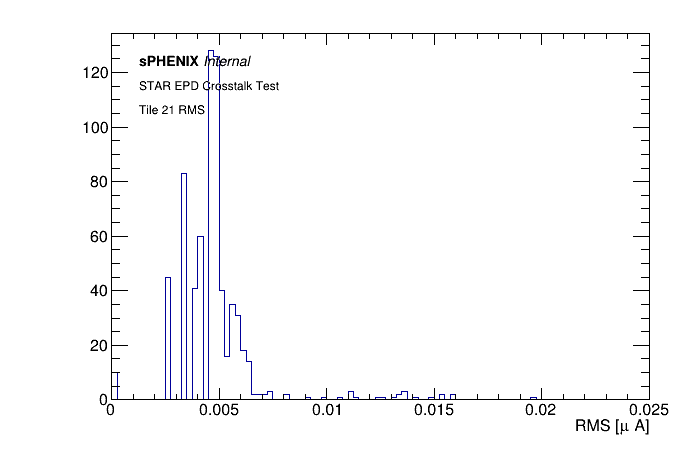 sPHENIX Internal
STAR EPD Crosstalk Test
Tile 21 RMS
120
100
80
60
40
20
0
0 0.005 0.01 0.015 0.02 0.025
RMS [μ A]